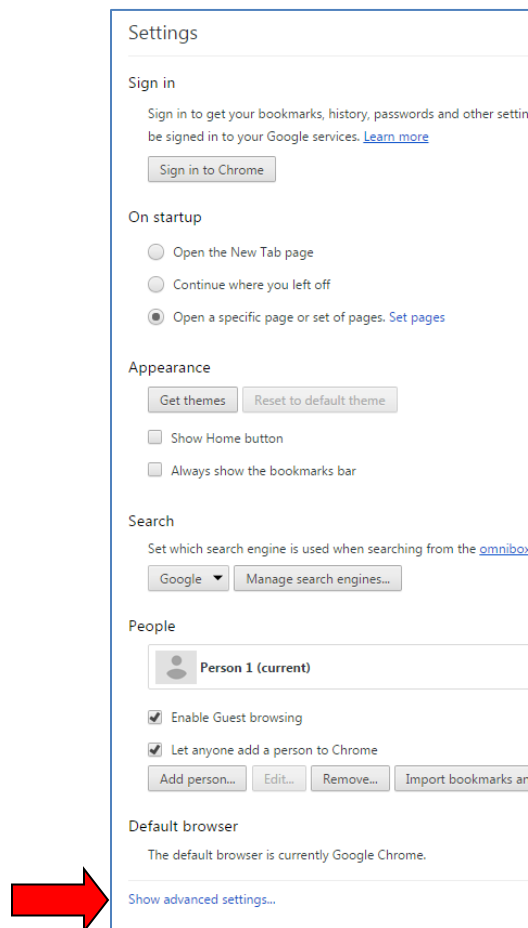 Settings
Sign in
Sign in to get your bookmarks, history, passwords and other
be signed in to your Google services. Learn more
Sign in to Chrome
On startup
Open the New Tab page
Continue where you left off
Open a specific page or set of pages. Set pages
Appearance
Get themes Reset to default theme
Show Home button
Always show the bookmarks bar
Search
Set which search engine is used when searching from the omnibox
Google Manage search engines...
People
Person 1 (current)
Enable Guest browsing
Let anyone add a person to Chrome
Add person... Edit... Remove... Import bookmarks
Default browser
The default browser is currently Google Chrome.
Show advanced settings...